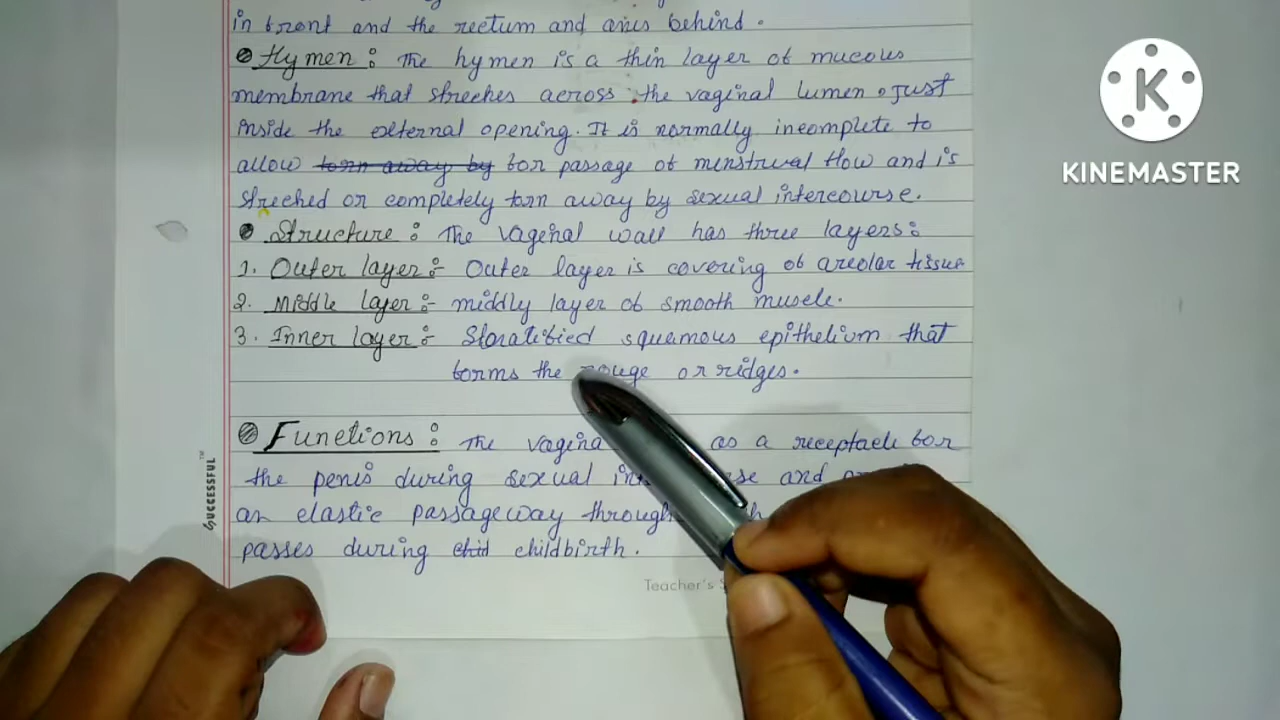 in front and the rectum and anus behind.
Hymen : The hymen is a thin layer of mucous
membrane that streches across the vaginal lumen. Just
inside the external opening. It is normally incomplete to
allow torn away by for passage of menstrual flow and is
streched or completely torn away by sexual intercourse.
Structure : The vaginal wall has three layers:
1. Outer layer :- Outer layer is covering of areolar tissue
2. Middle layer :- middly layer of smooth muscle.
3. Inner layer :- Stratified squamous epithelium that
forms the rouge or ridges.
Functions : The vagina as a receptacle for
the penis during sexual and
an elastic passageway through
passes during chid childbirth.
Teacher's
SUCCESSFUL™
K
KINEMASTER